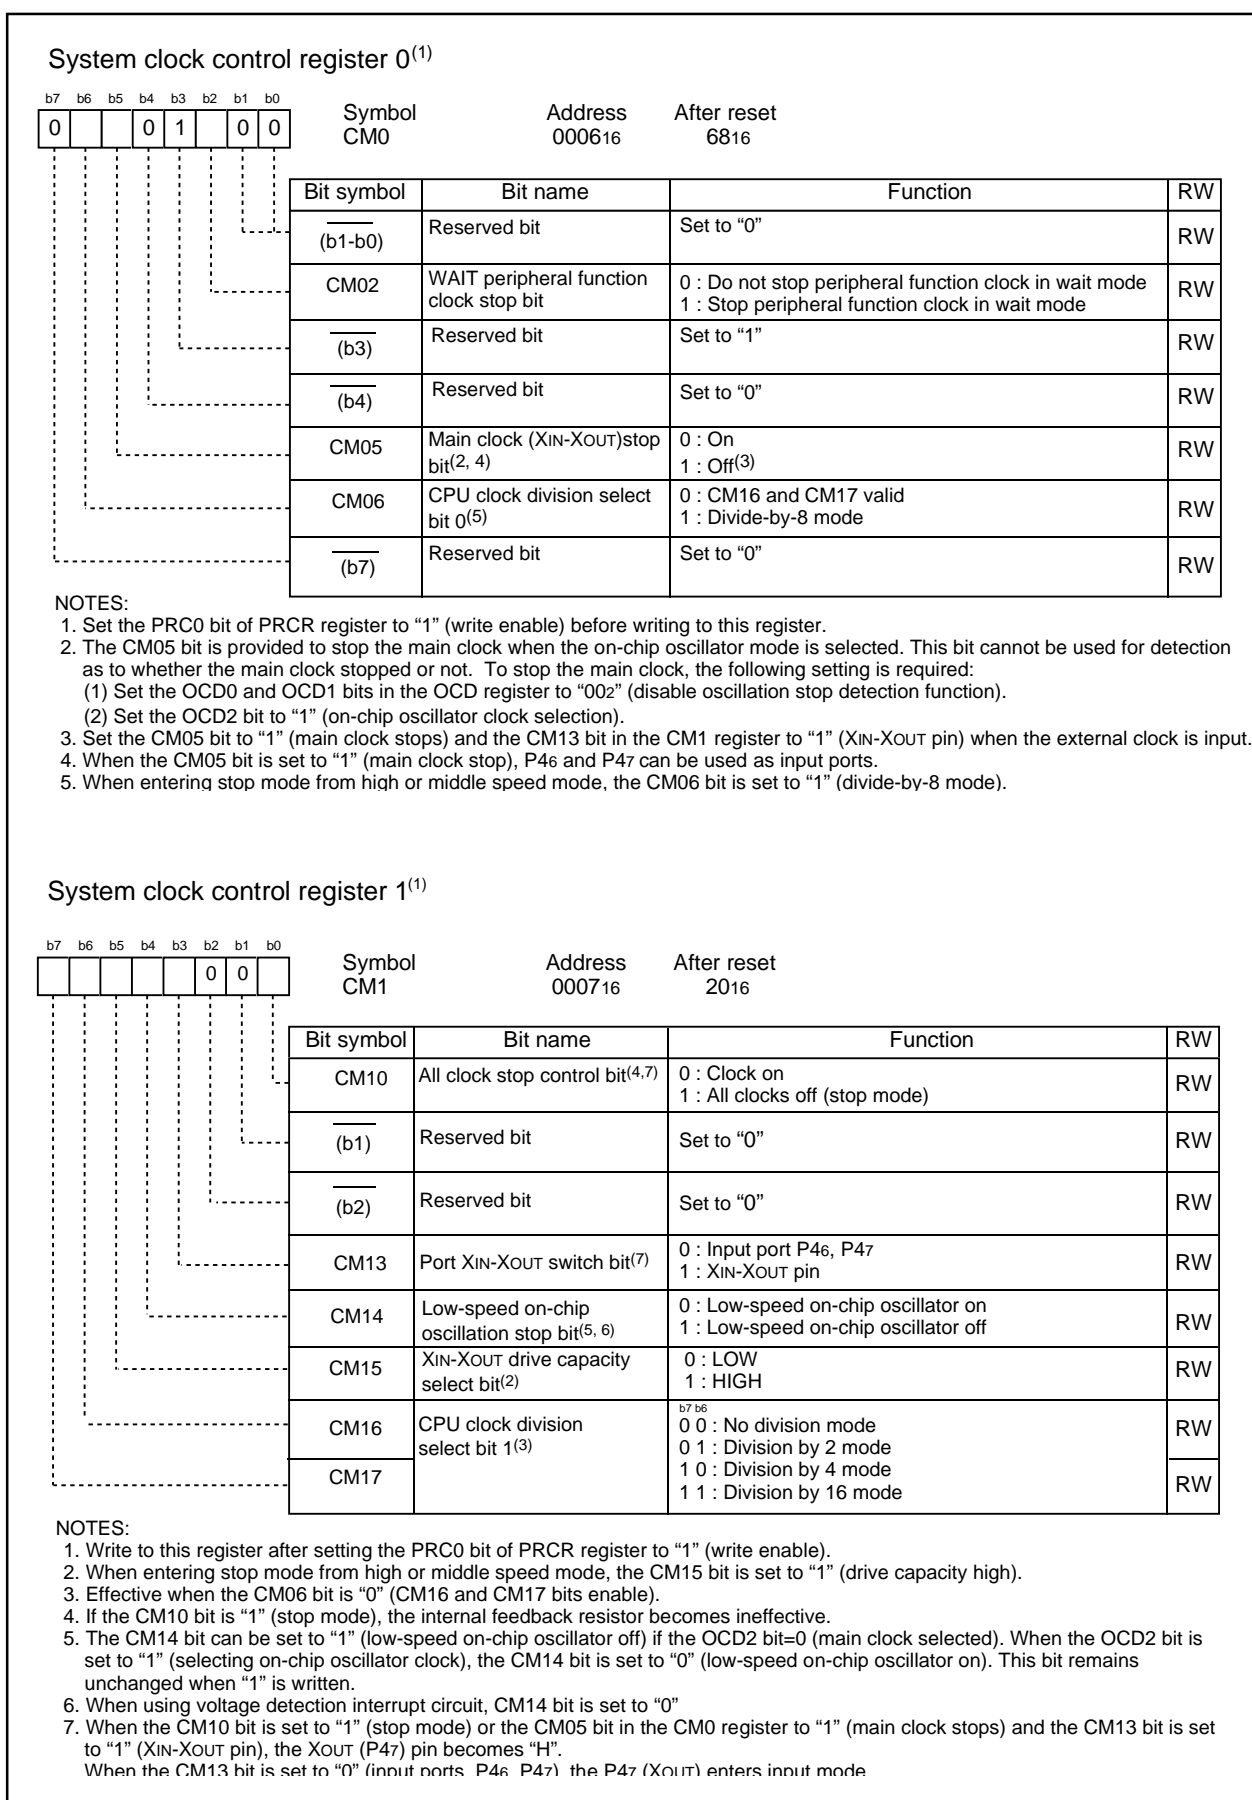 System clock control register 0(1)
b7 b6 b5 b4 b3 b2 b1 b0
0 0 1 0 0
Symbol Address After reset
CM0 000616 6816
Bit symbol Bit name Function RW
(b1-b0) Reserved bit Set to “0” RW
CM02 WAIT peripheral function clock stop bit 0 : Do not stop peripheral function clock in wait mode RW
1 : Stop peripheral function clock in wait mode
(b3) Reserved bit Set to “1” RW
(b4) Reserved bit Set to “0” RW
CM05 Main clock (XIN-XOUT)stop bit(2, 4) 0 : On RW
1 : Off(3)
CM06 CPU clock division select bit 0(5) 0 : CM16 and CM17 valid RW
1 : Divide-by-8 mode
(b7) Reserved bit Set to “0” RW
NOTES:
1. Set the PRC0 bit of PRCR register to “1” (write enable) before writing to this register.
2. The CM05 bit is provided to stop the main clock when the on-chip oscillator mode is selected. This bit cannot be used for detection
as to whether the main clock stopped or not. To stop the main clock, the following setting is required:
(1) Set the OCD0 and OCD1 bits in the OCD register to “002” (disable oscillation stop detection function).
(2) Set the OCD2 bit to “1” (on-chip oscillator clock selection).
3. Set the CM05 bit to “1” (main clock stops) and the CM13 bit in the CM1 register to “1” (XIN-XOUT pin) when the external clock is input.
4. When the CM05 bit is set to “1” (main clock stop), P46 and P47 can be used as input ports.
5. When entering stop mode from high or middle speed mode, the CM06 bit is set to “1” (divide-by-8 mode).
System clock control register 1(1)
b7 b6 b5 b4 b3 b2 b1 b0
0 0
Symbol Address After reset
CM1 000716 2016
Bit symbol Bit name Function RW
CM10 All clock stop control bit(4,7) 0 : Clock on RW
1 : All clocks off (stop mode)
(b1) Reserved bit Set to “0” RW
(b2) Reserved bit Set to “0” RW
CM13 Port XIN-XOUT switch bit(7) 0 : Input port P46, P47 RW
1 : XIN-XOUT pin
CM14 Low-speed on-chip oscillation stop bit(5, 6) 0 : Low-speed on-chip oscillator on RW
1 : Low-speed on-chip oscillator off
CM15 XIN-XOUT drive capacity select bit(2) 0 : LOW RW
1 : HIGH
b7 b6
CM16 CPU clock division select bit 1(3) 0 0 : No division mode RW
0 1 : Division by 2 mode
CM17 1 0 : Division by 4 mode RW
1 1 : Division by 16 mode
NOTES:
1. Write to this register after setting the PRC0 bit of PRCR register to “1” (write enable).
2. When entering stop mode from high or middle speed mode, the CM15 bit is set to “1” (drive capacity high).
3. Effective when the CM06 bit is “0” (CM16 and CM17 bits enable).
4. If the CM10 bit is “1” (stop mode), the internal feedback resistor becomes ineffective.
5. The CM14 bit can be set to “1” (low-speed on-chip oscillator off) if the OCD2 bit=0 (main clock selected). When the OCD2 bit is
set to “1” (selecting on-chip oscillator clock), the CM14 bit is set to “0” (low-speed on-chip oscillator on). This bit remains
unchanged when “1” is written.
6. When using voltage detection interrupt circuit, CM14 bit is set to “0”
7. When the CM10 bit is set to “1” (stop mode) or the CM05 bit in the CM0 register to “1” (main clock stops) and the CM13 bit is set
to “1” (XIN-XOUT pin), the XOUT (P47) pin becomes “H”.
When the CM13 bit is set to “0” (input ports, P46, P47), the P47 (XOUT) enters input mode